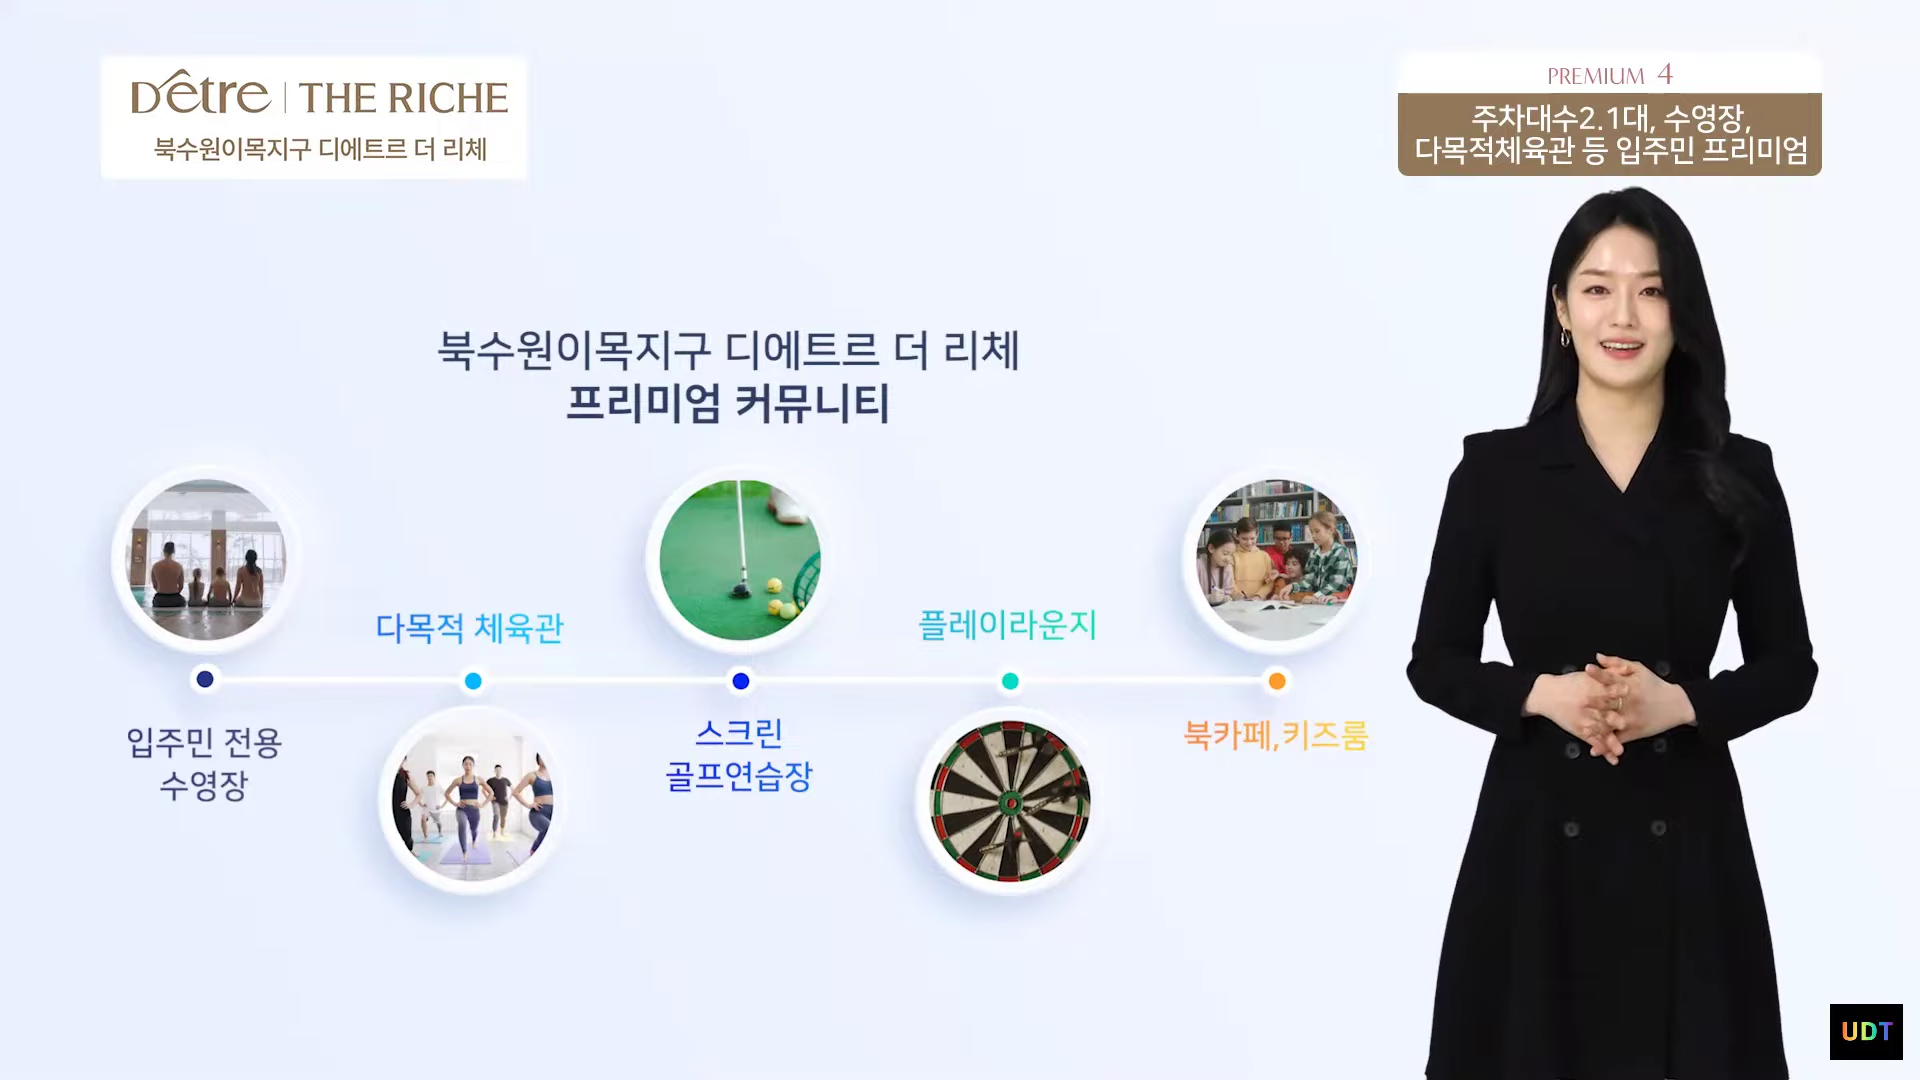 D'être | THE RICHE
북수원이목지구 디에트르 더 리체
PREMIUM 4
주차대수2.1대, 수영장,
다목적체육관 등 입주민 프리미엄
북수원이목지구 디에트르 더 리체
프리미엄 커뮤니티
입주민 전용
수영장
다목적 체육관
스크린
골프연습장
플레이라운지
북카페,키즈룸
UDT